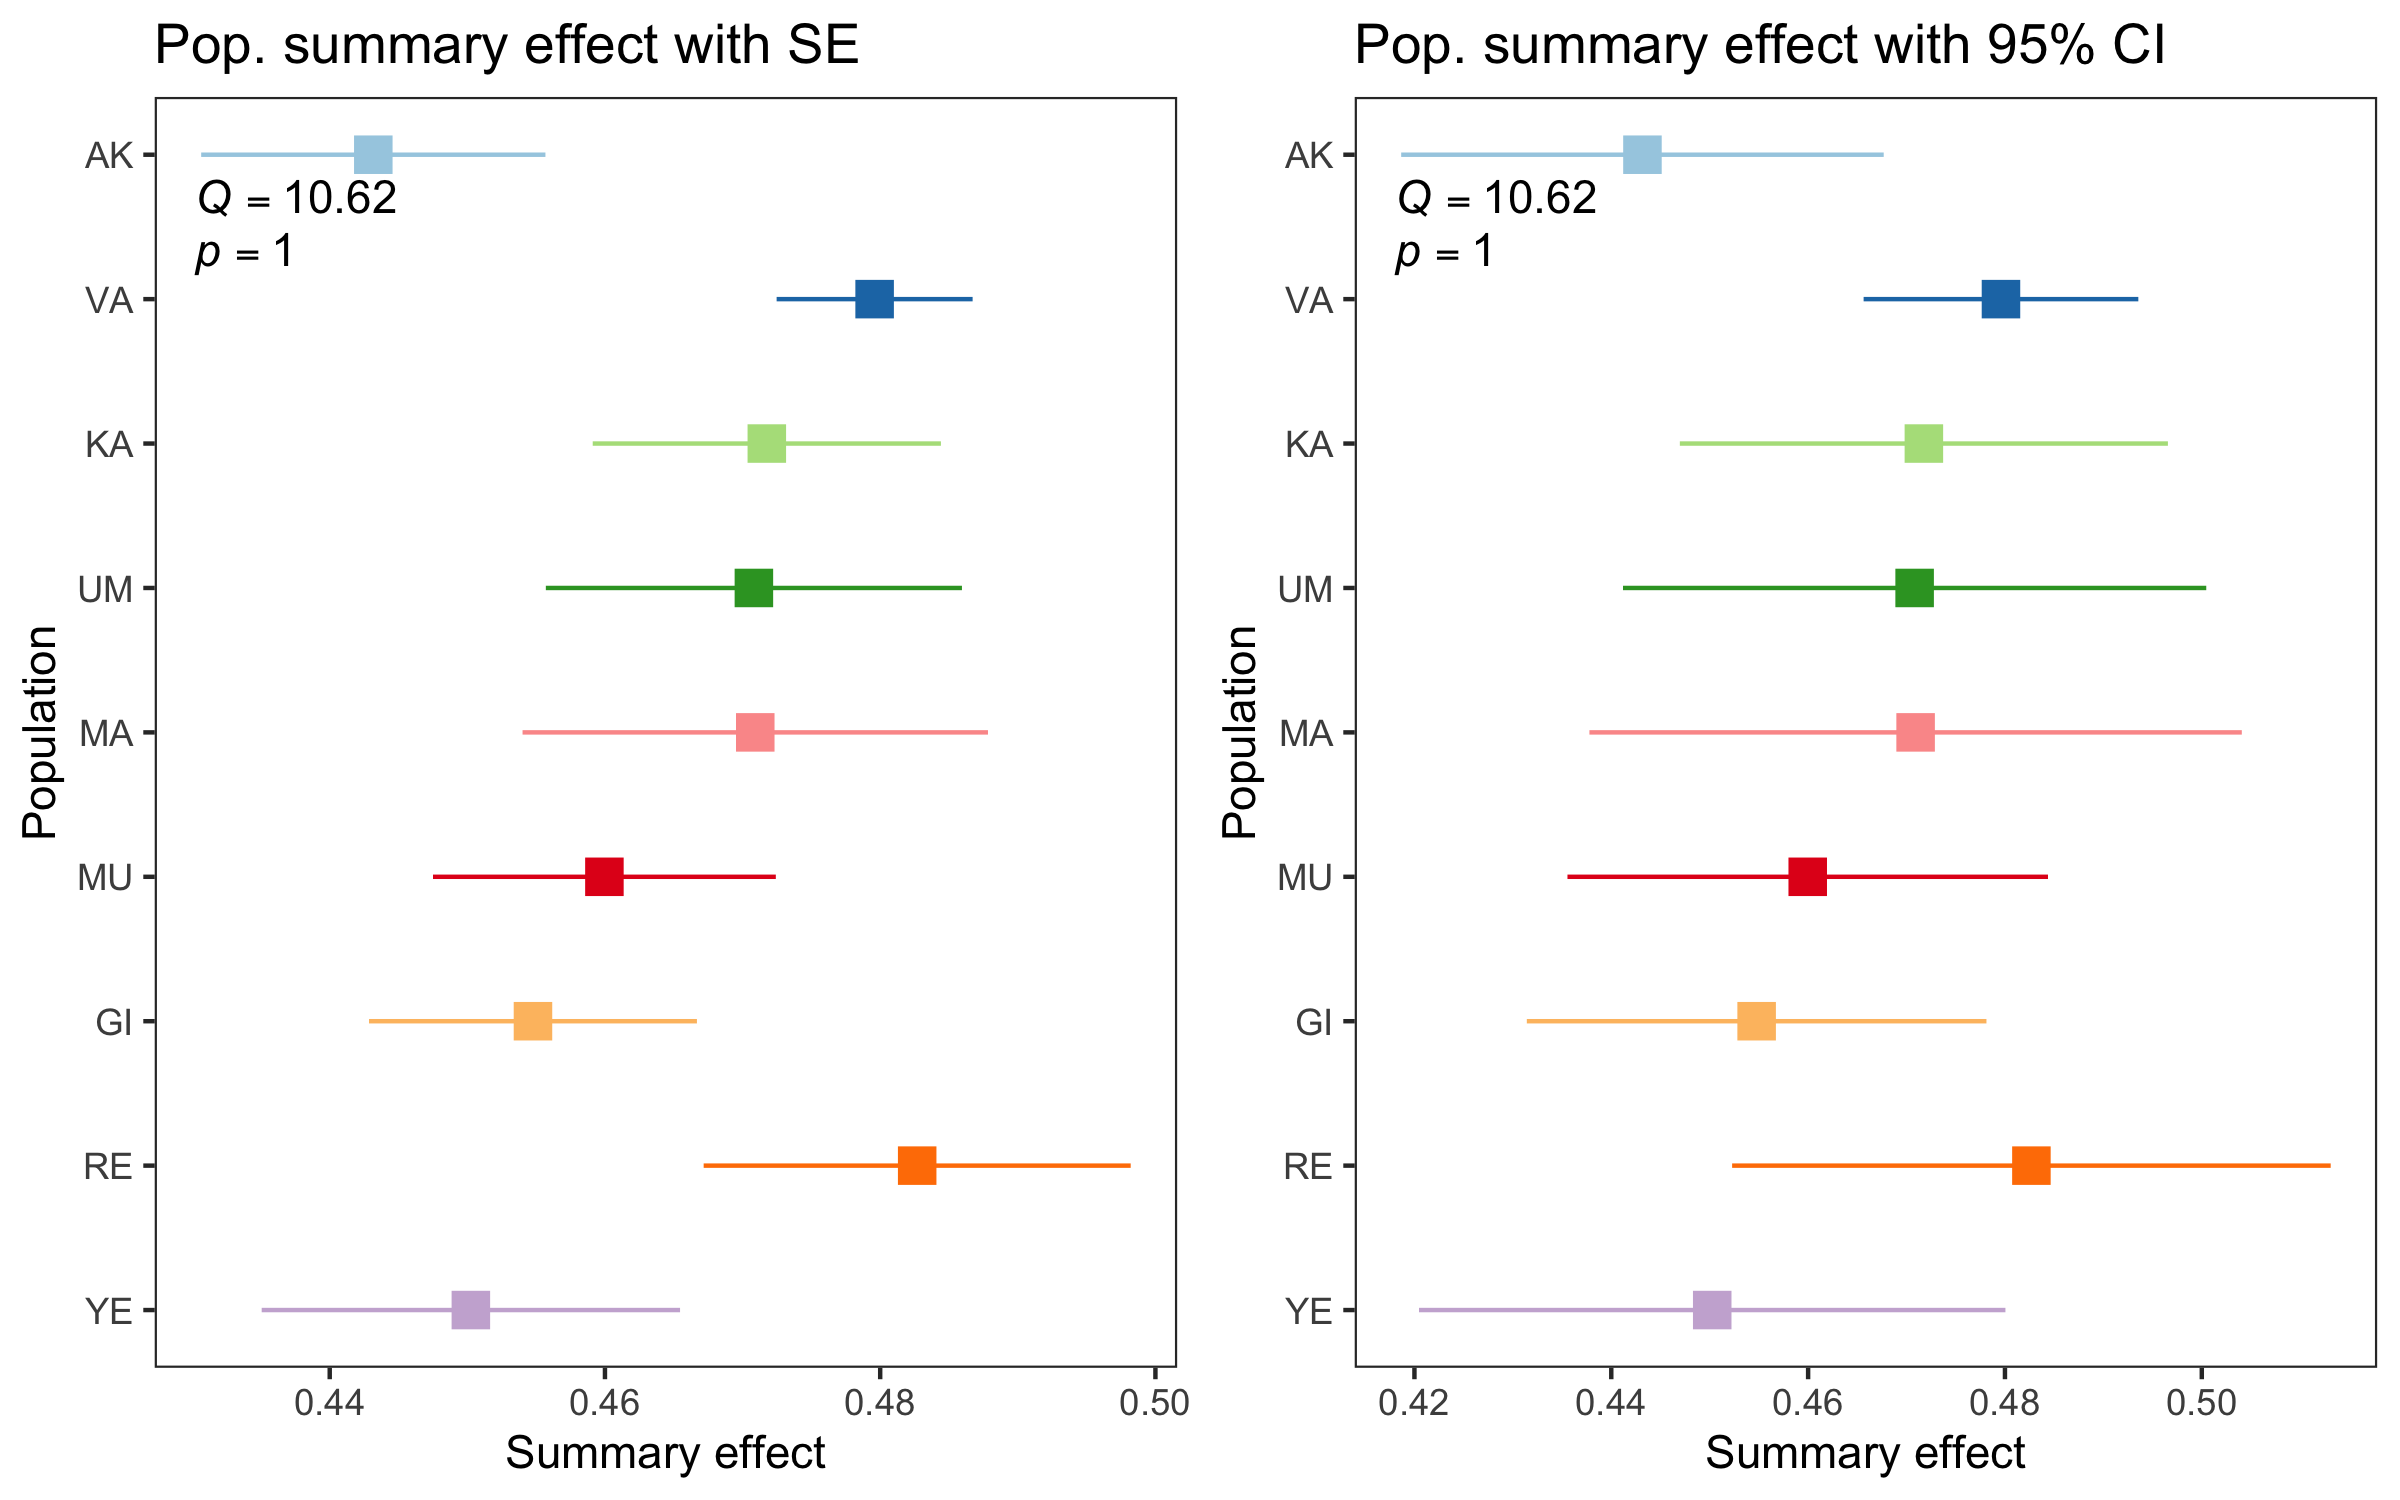 Pop. summary effect with SE
AK
Q = 10.62
p = 1
VA
KA
UM
MA
MU
GI
RE
YE
Population
0.44 0.46 0.48 0.50
Summary effect
Pop. summary effect with 95% CI
AK
Q = 10.62
p = 1
VA
KA
UM
MA
MU
GI
RE
YE
Population
0.42 0.44 0.46 0.48 0.50
Summary effect